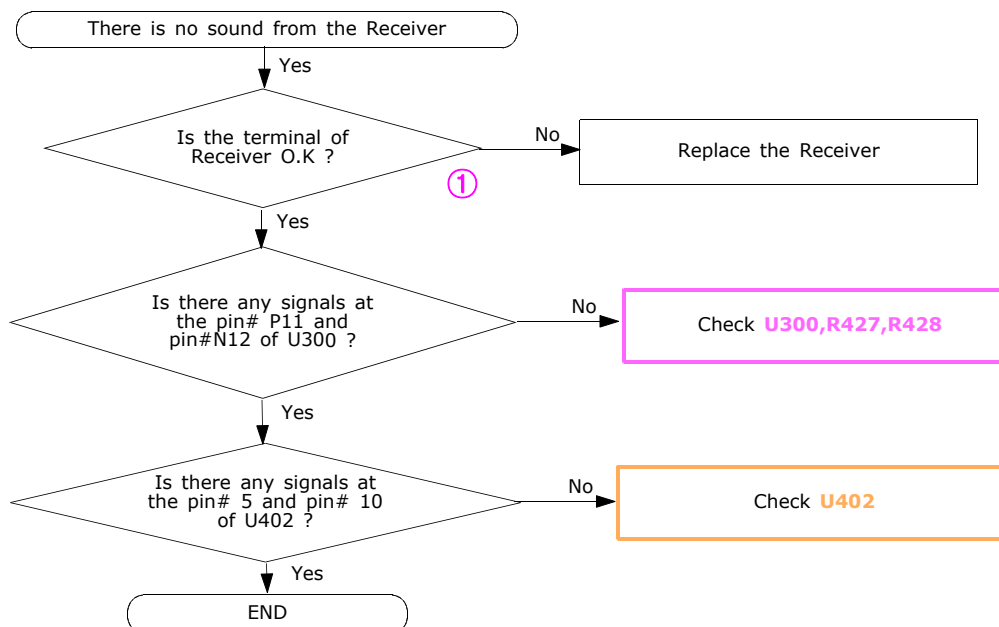 There is no sound from the Receiver
Yes
Is the terminal of
Receiver O.K ?
No
Replace the Receiver
①
Yes
Is there any signals at
the pin# P11 and
pin#N12 of U300 ?
No
Check U300,R427,R428
Yes
Is there any signals at
the pin# 5 and pin# 10
of U402 ?
No
Check U402
Yes
END